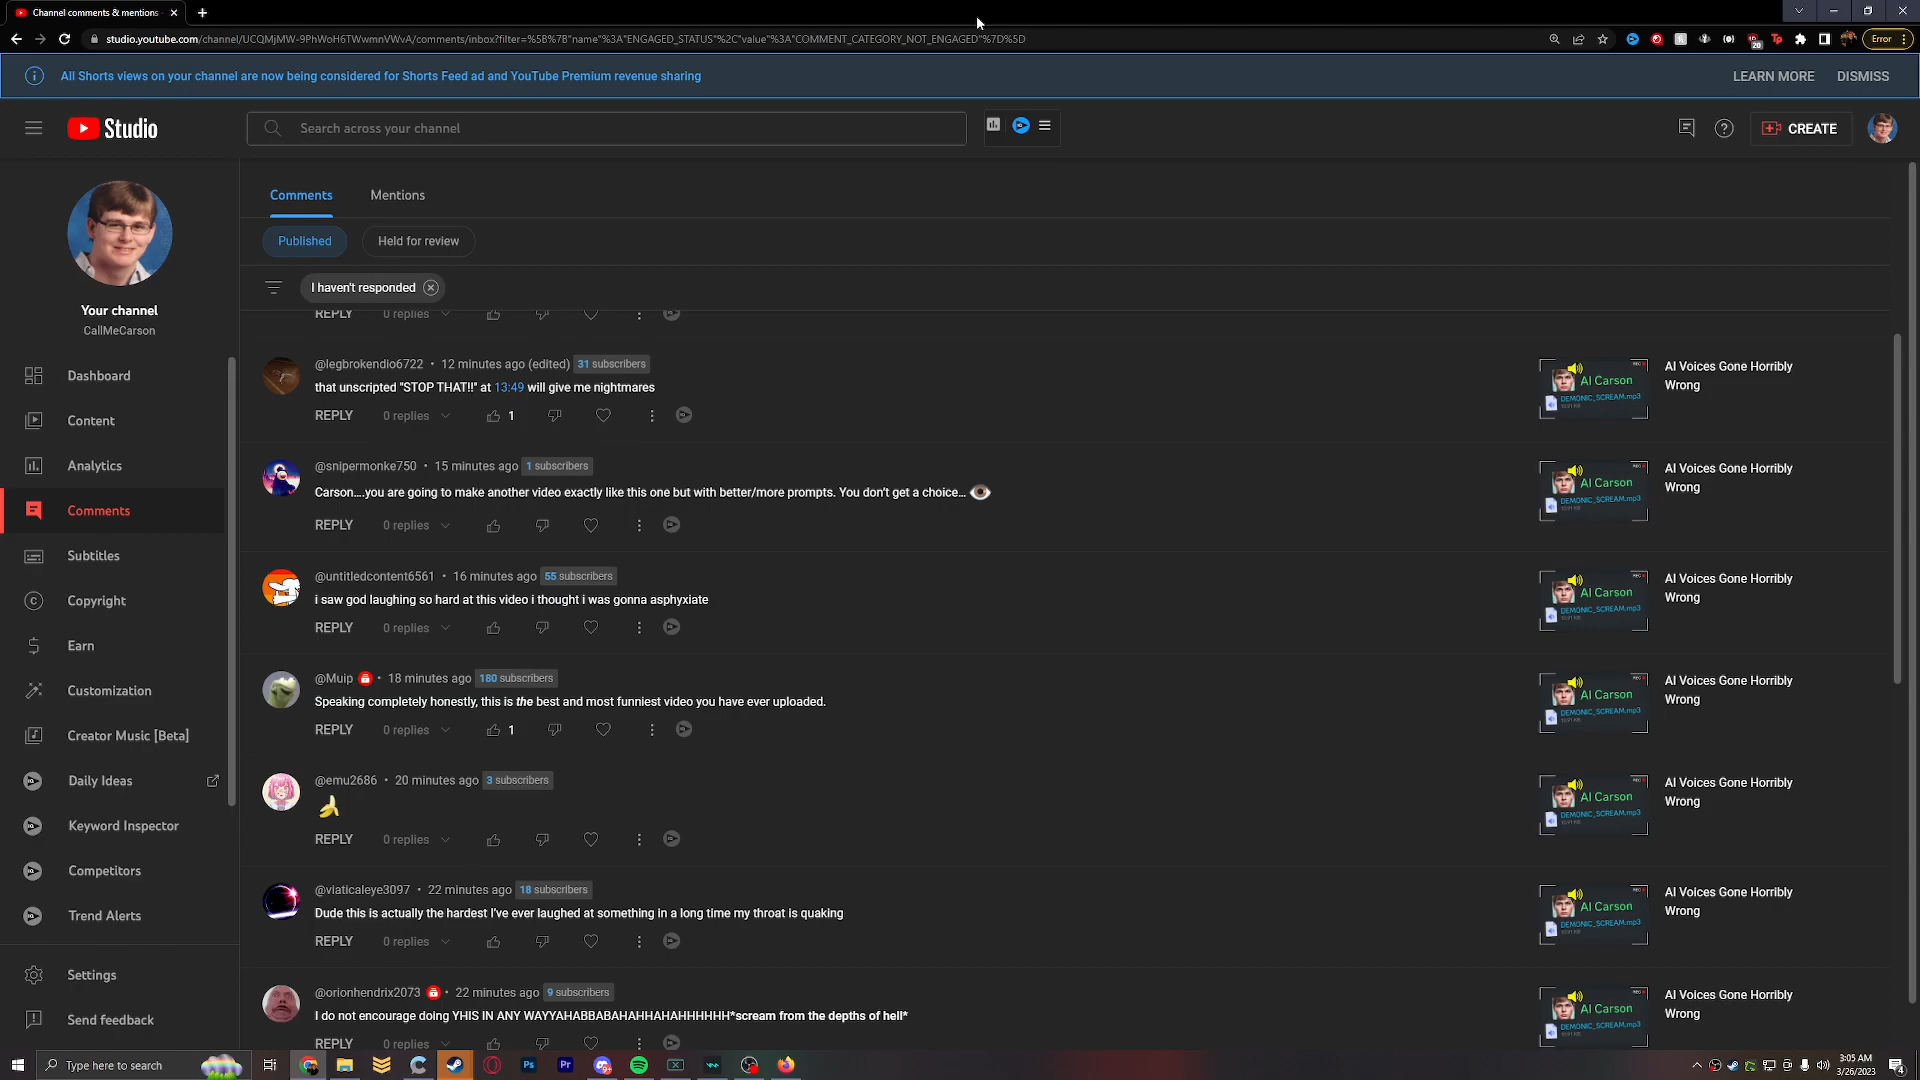 Channel comments & mentions
studio.youtube.com/channel/UCQMjMW-9PhWoH6TWwmnVWvA/comments/inbox?filter=%5B%7B"name"%3A"ENGAGED_STATUS"%2C"value"%3A"COMMENT_CATEGORY_NOT_ENGAGED"%7D%5D
20
Error
All Shorts views on your channel are now being considered for Shorts Feed ad and YouTube Premium revenue sharing
LEARN MORE
DISMISS
Studio
Search across your channel
CREATE
Your channel
CallMeCarson
Dashboard
Content
Analytics
Comments
Subtitles
Copyright
Earn
Customization
Creator Music [Beta]
Daily Ideas
Keyword Inspector
Competitors
Trend Alerts
Settings
Send feedback
Comments
Mentions
Published
Held for review
I haven't responded
REPLY 0 replies
@legbrokendio6722 • 12 minutes ago (edited) 31 subscribers
that unscripted "STOP THAT!!" at 13:49 will give me nightmares
REPLY 0 replies 1
AI Carson
DEMONIC_SCREAM.mp3
AI Voices Gone Horribly
Wrong
@snipermonke750 • 15 minutes ago 1 subscribers
Carson....you are going to make another video exactly like this one but with better/more prompts. You don't get a choice... 👁️
REPLY 0 replies
AI Carson
DEMONIC_SCREAM.mp3
AI Voices Gone Horribly
Wrong
@untitledcontent6561 • 16 minutes ago 55 subscribers
i saw god laughing so hard at this video i thought i was gonna asphyxiate
REPLY 0 replies
AI Carson
DEMONIC_SCREAM.mp3
AI Voices Gone Horribly
Wrong
@Muip • 18 minutes ago 180 subscribers
Speaking completely honestly, this is the best and most funniest video you have ever uploaded.
REPLY 0 replies 1
AI Carson
DEMONIC_SCREAM.mp3
AI Voices Gone Horribly
Wrong
@emu2686 • 20 minutes ago 3 subscribers
🍌
REPLY 0 replies
AI Carson
DEMONIC_SCREAM.mp3
AI Voices Gone Horribly
Wrong
@viaticaleye3097 • 22 minutes ago 18 subscribers
Dude this is actually the hardest I've ever laughed at something in a long time my throat is quaking
REPLY 0 replies
AI Carson
DEMONIC_SCREAM.mp3
AI Voices Gone Horribly
Wrong
@orionhendrix2073 • 22 minutes ago 9 subscribers
I do not encourage doing YHIS IN ANY WAYYAHABBABAHAHHAHAHHHHHH*scream from the depths of hell*
REPLY 0 replies
AI Carson
DEMONIC_SCREAM.mp3
AI Voices Gone Horribly
Wrong
Type here to search
Ps
Pr
3:05 AM
3/26/2023
4